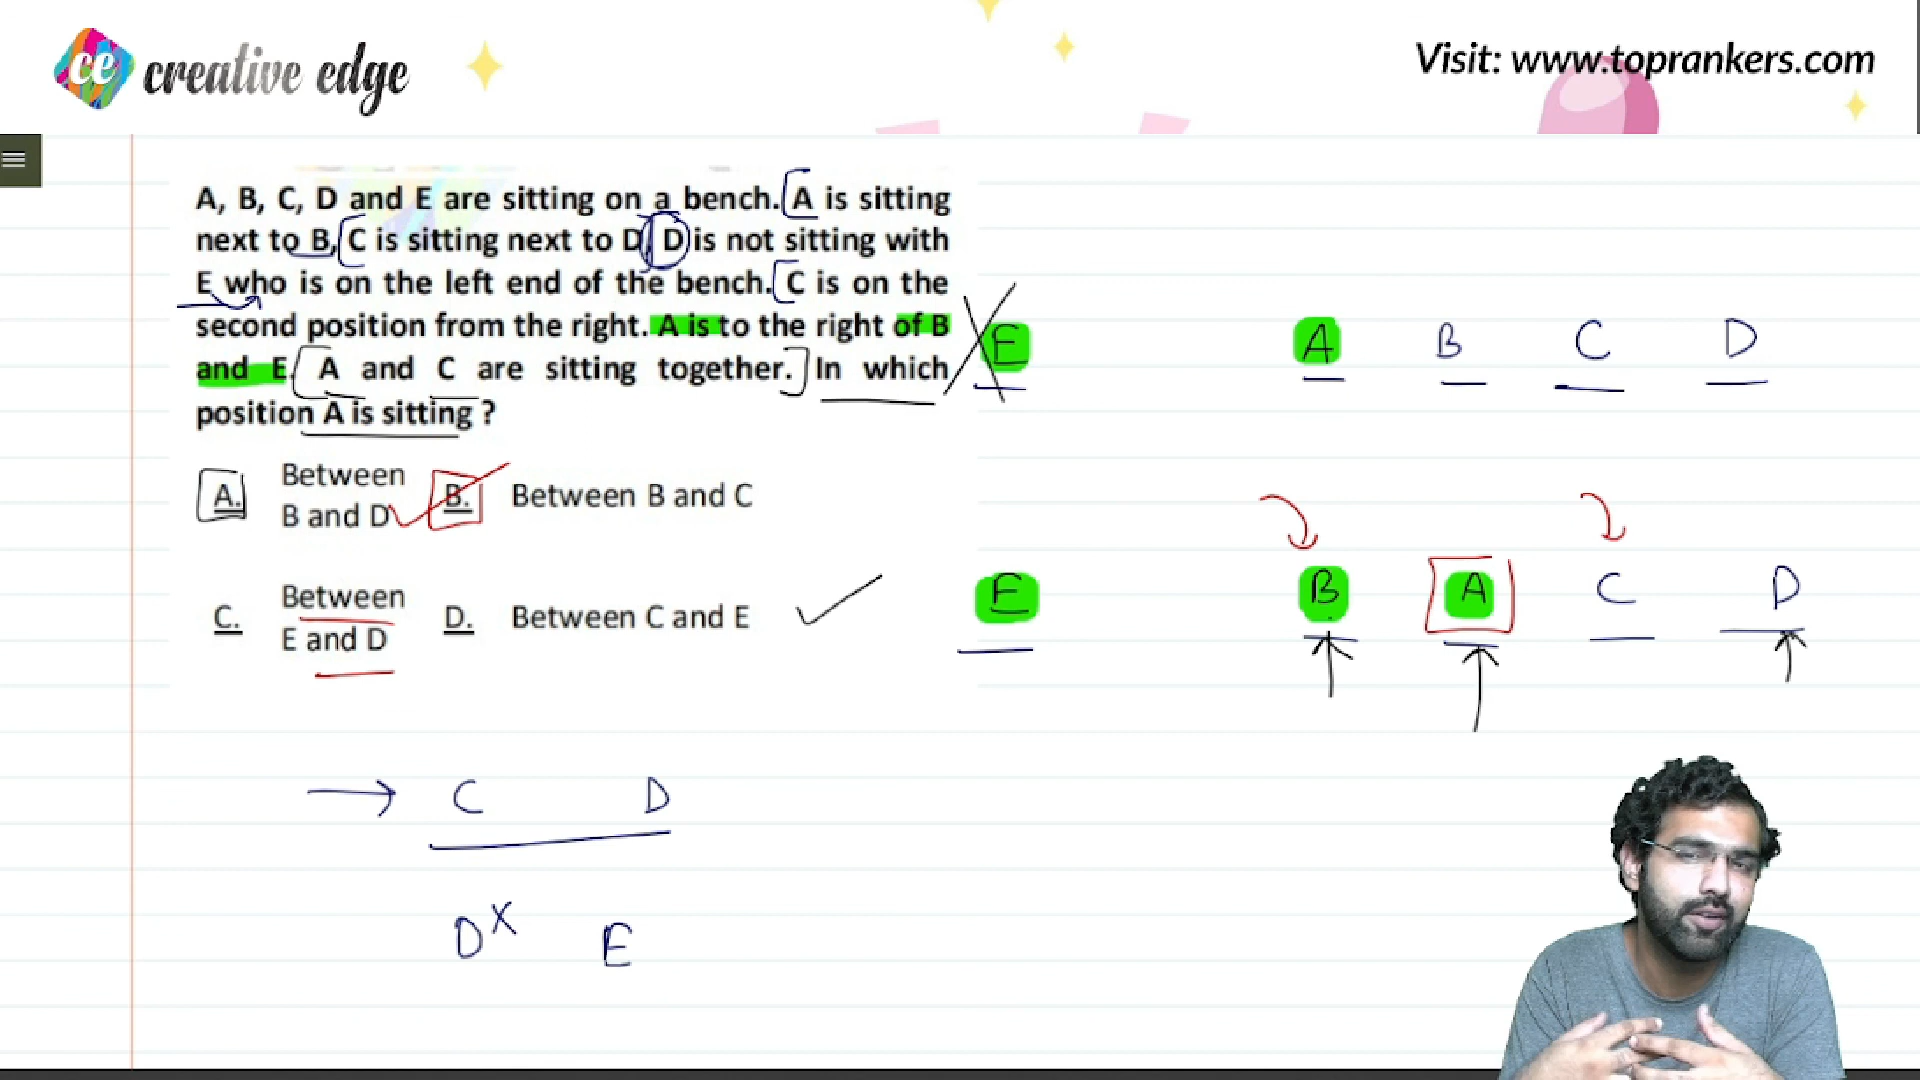 ce creative edge
Visit: www.toprankers.com
A, B, C, D and E are sitting on a bench. A is sitting
next to B, C is sitting next to D, D is not sitting with
E who is on the left end of the bench. C is on the
second position from the right. A is to the right of B
and E. A and C are sitting together. In which
position A is sitting ?
E A B C D
A. Between B and D
B. Between B and C
C. Between E and D
D. Between C and E
E B A C D
C D
D X E